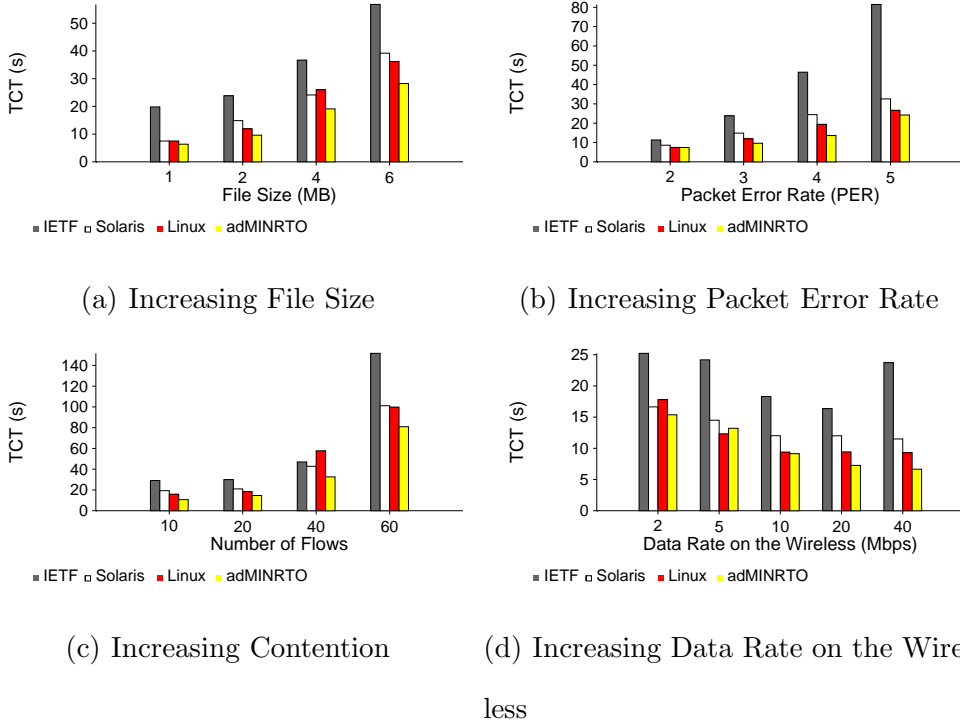 TCT (s)
50
40
30
20
10
0
1 2 4 6
File Size (MB)
IETF Solaris Linux adMINRTO
(a) Increasing File Size
TCT (s)
80
70
60
50
40
30
20
10
0
2 3 4 5
Packet Error Rate (PER)
IETF Solaris Linux adMINRTO
(b) Increasing Packet Error Rate
TCT (s)
140
120
100
80
60
40
20
0
10 20 40 60
Number of Flows
IETF Solaris Linux adMINRTO
(c) Increasing Contention
TCT (s)
25
20
15
10
5
0
2 5 10 20 40
Data Rate on the Wireless (Mbps)
IETF Solaris Linux adMINRTO
(d) Increasing Data Rate on the Wire
less